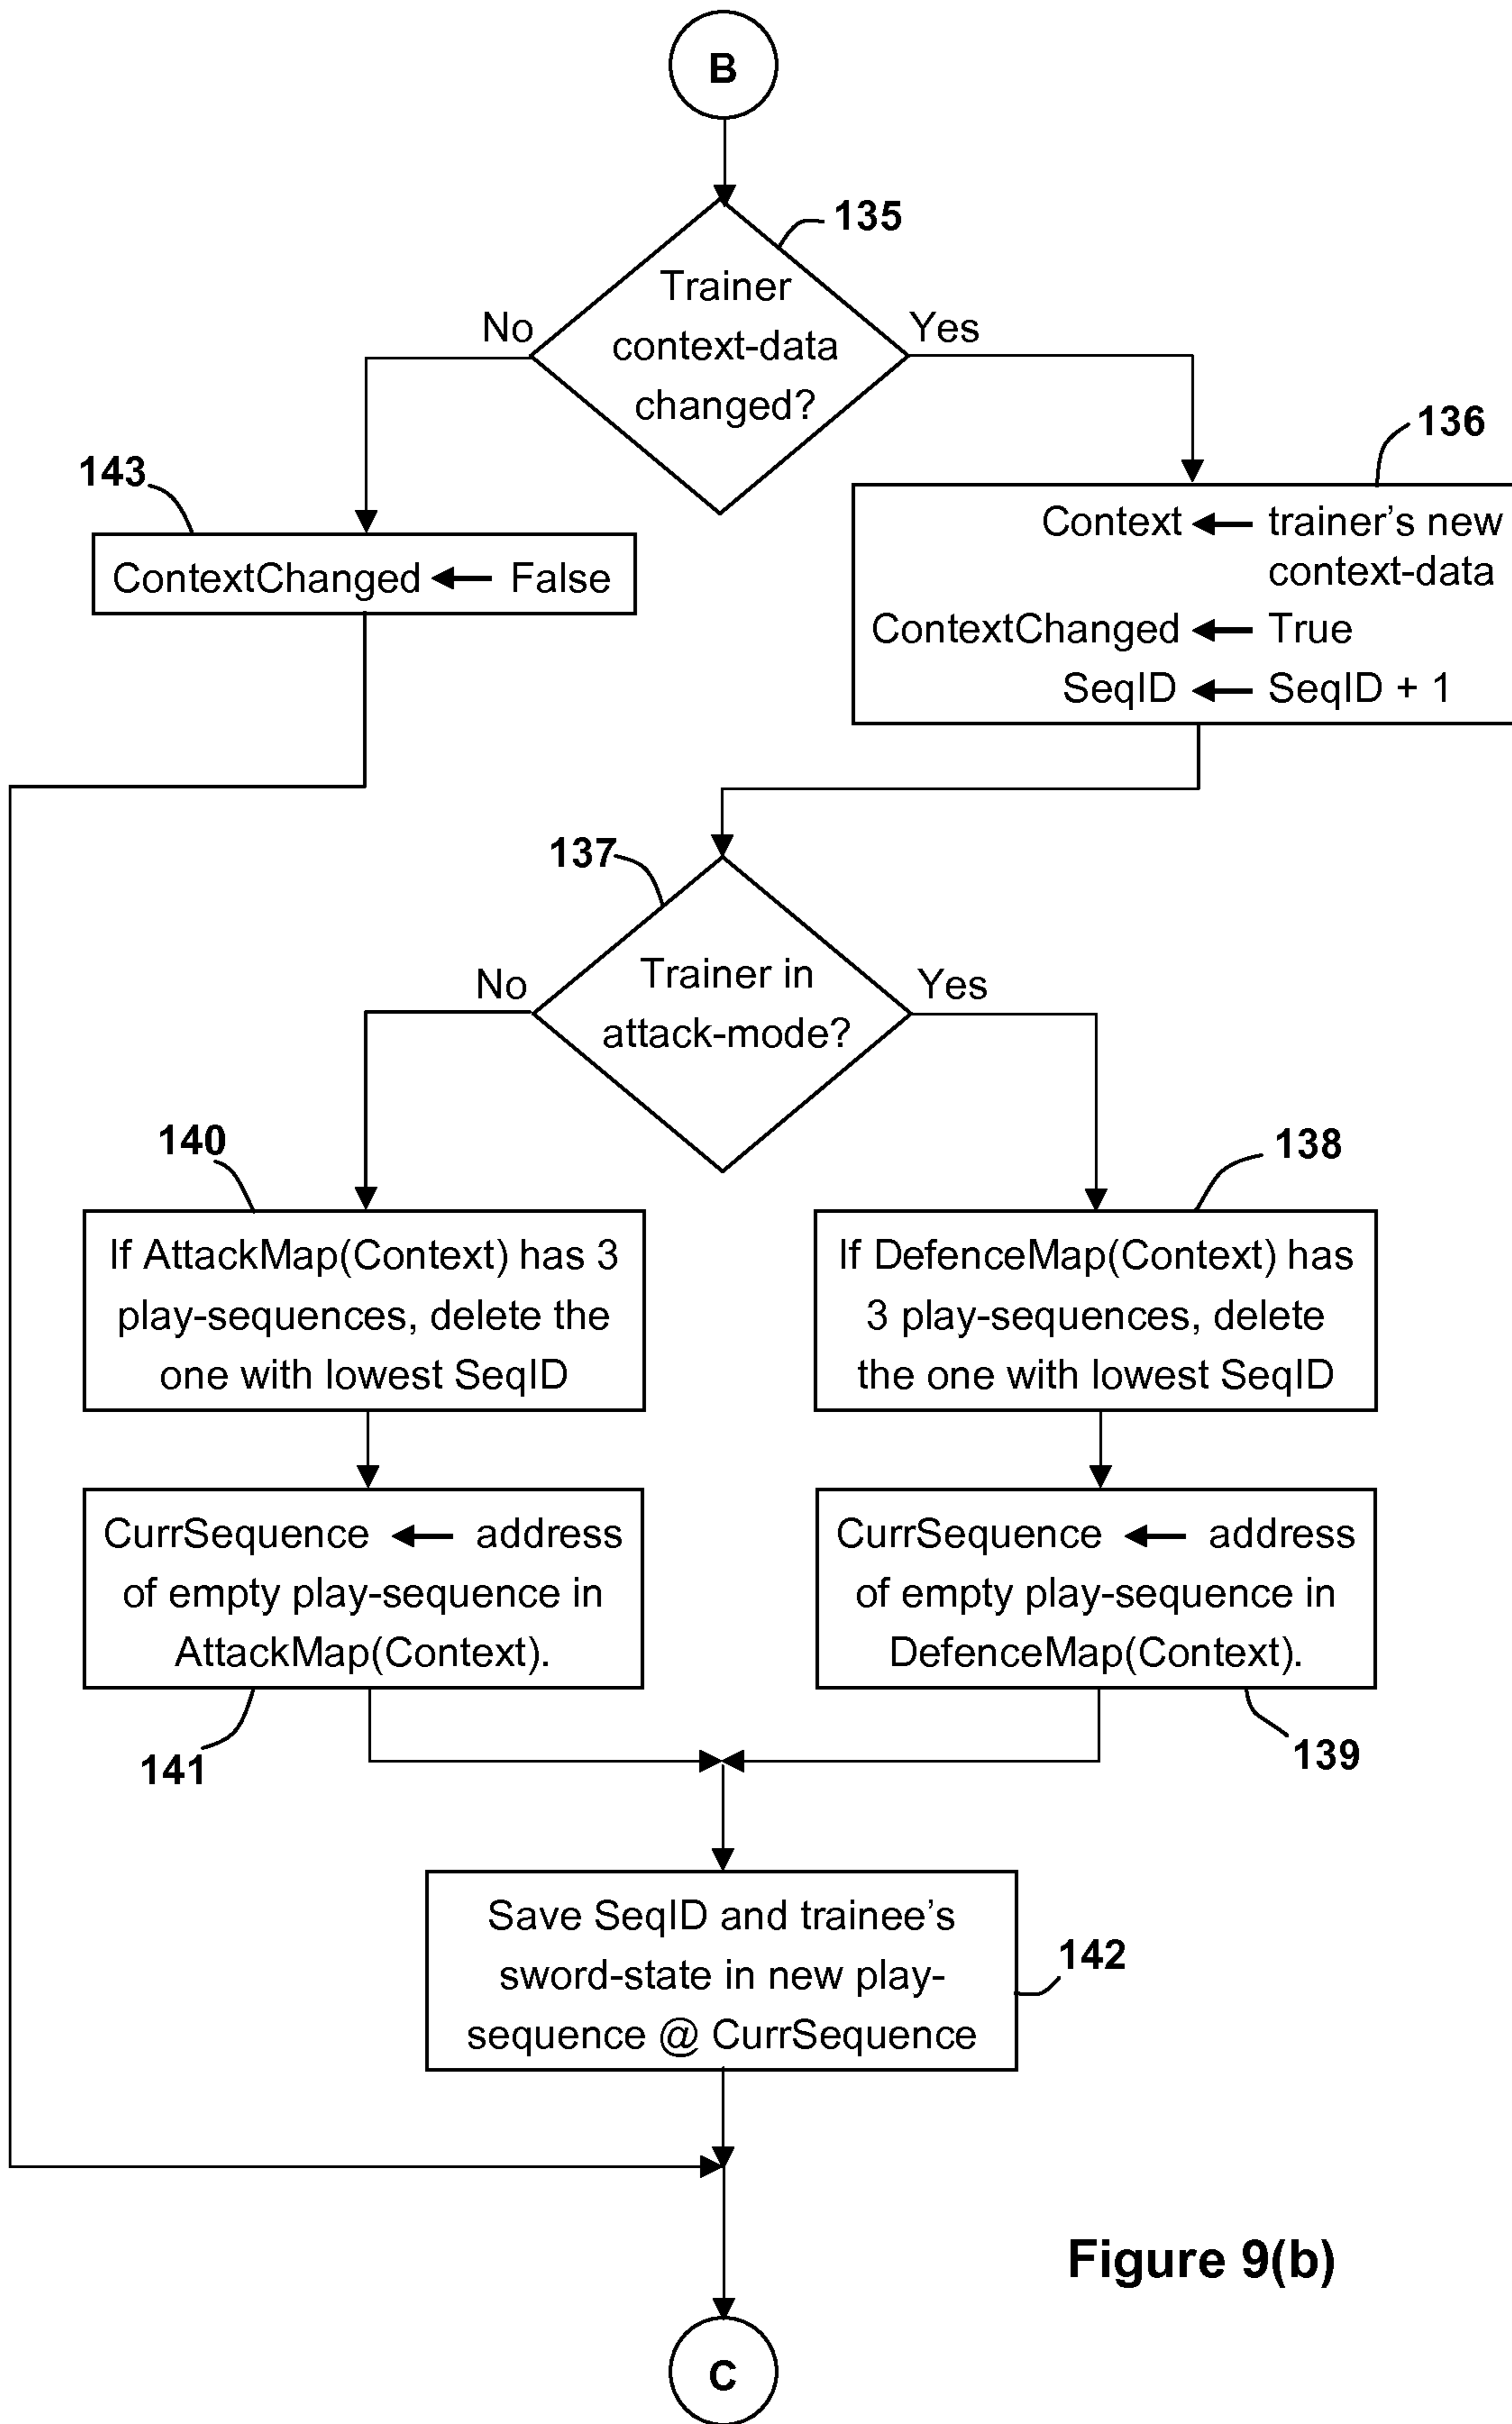 B
135
Trainer
context-data
changed?
No
Yes
136
143
Context ← trainer's new
context-data
ContextChanged ← True
SeqID ← SeqID + 1
ContextChanged ← False
137
Trainer in
attack-mode?
No
Yes
140
138
If AttackMap(Context) has 3
play-sequences, delete the
one with lowest SeqID
If DefenceMap(Context) has
3 play-sequences, delete
the one with lowest SeqID
CurrSequence ← address
of empty play-sequence in
AttackMap(Context).
CurrSequence ← address
of empty play-sequence in
DefenceMap(Context).
141
139
Save SeqID and trainee's
sword-state in new play-
sequence @ CurrSequence
142
Figure 9(b)
C